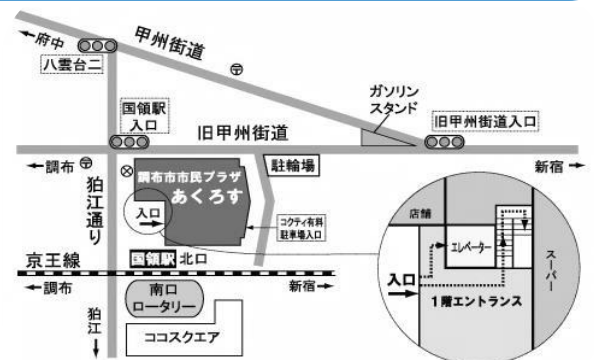 ←府中
甲州街道
八雲台二
〒
ガソリン
スタンド
国領駅
入口
旧甲州街道
旧甲州街道入口
←調布
〒
駐輪場
新宿→
調布市市民プラザ
あくろす
狛江通り
入口
コクティ有料
駐車場入口
店舗
エレベーター
スーパー
入口
1階エントランス
京王線
国領駅 北口
←調布
新宿→
南口
ロータリー
狛江
ココスクエア